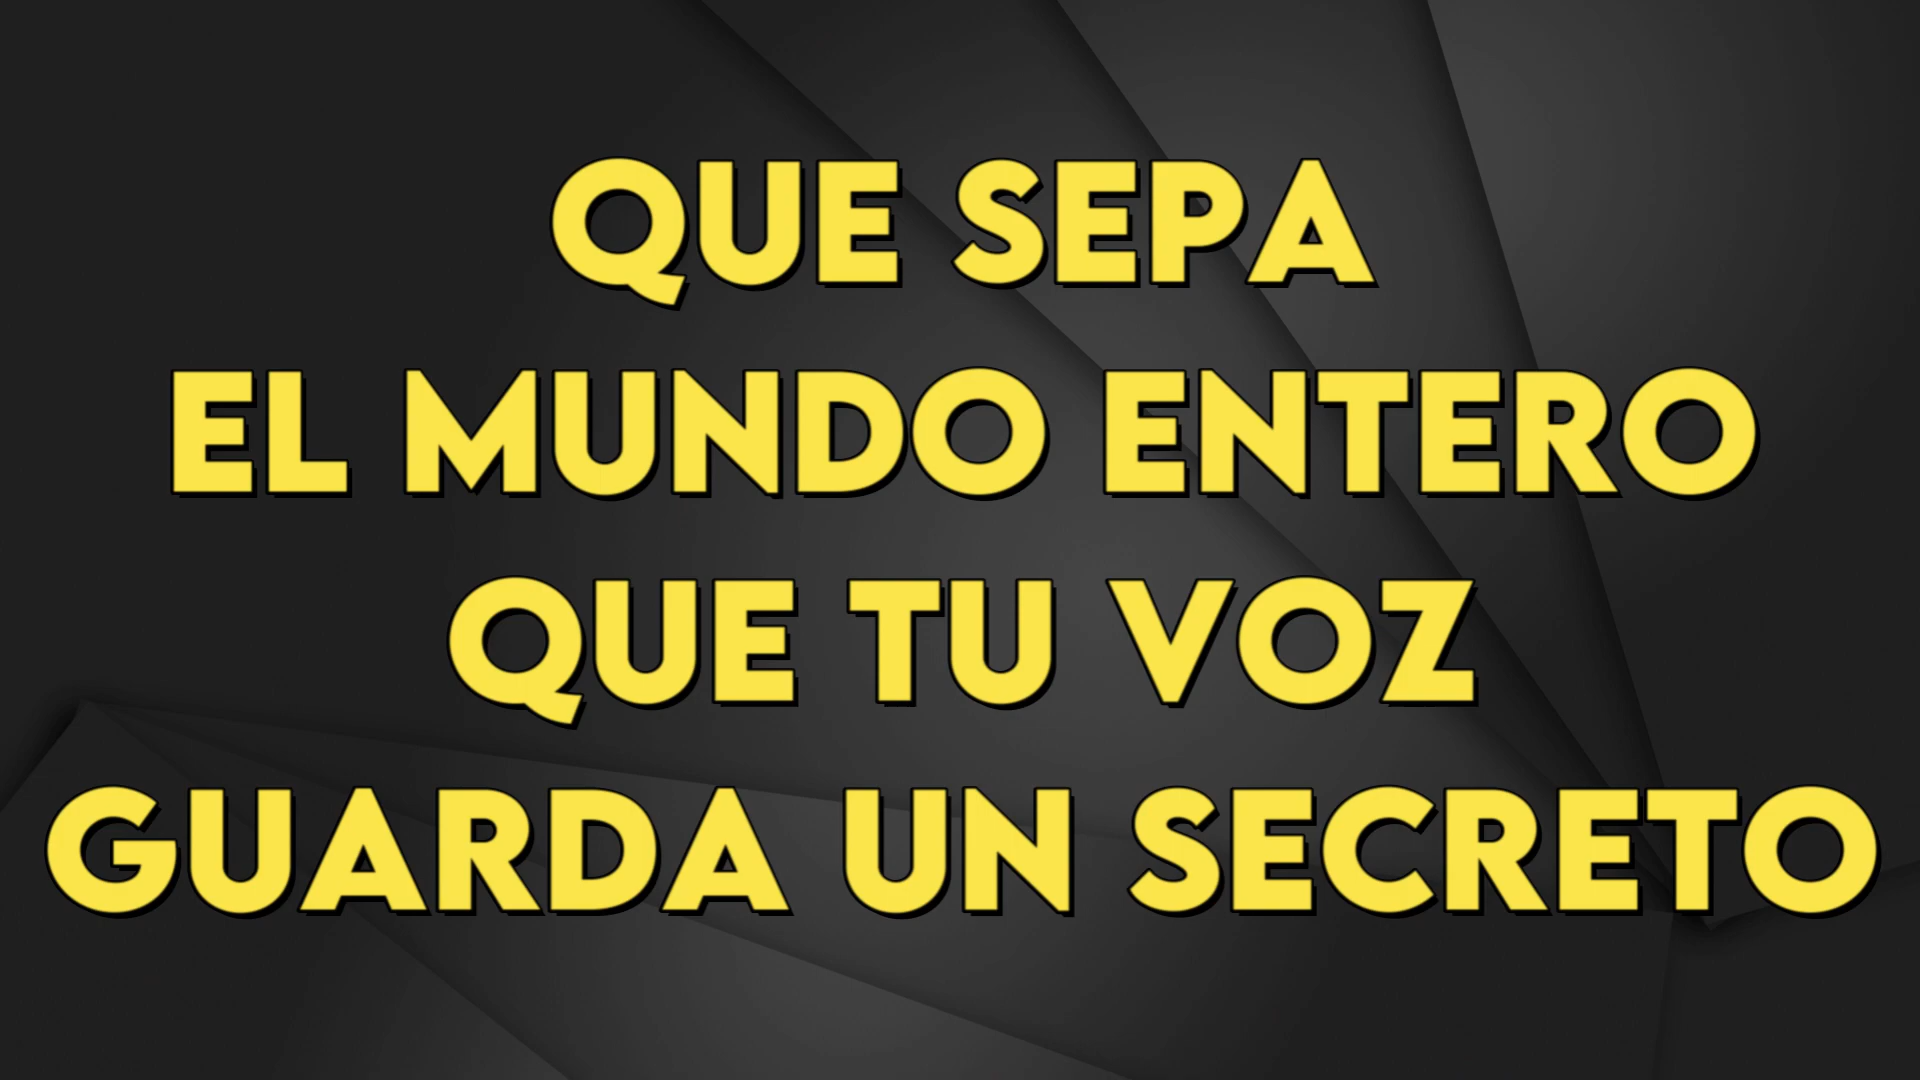 QUE SEPA
EL MUNDO ENTERO
QUE TU VOZ
GUARDA UN SECRETO